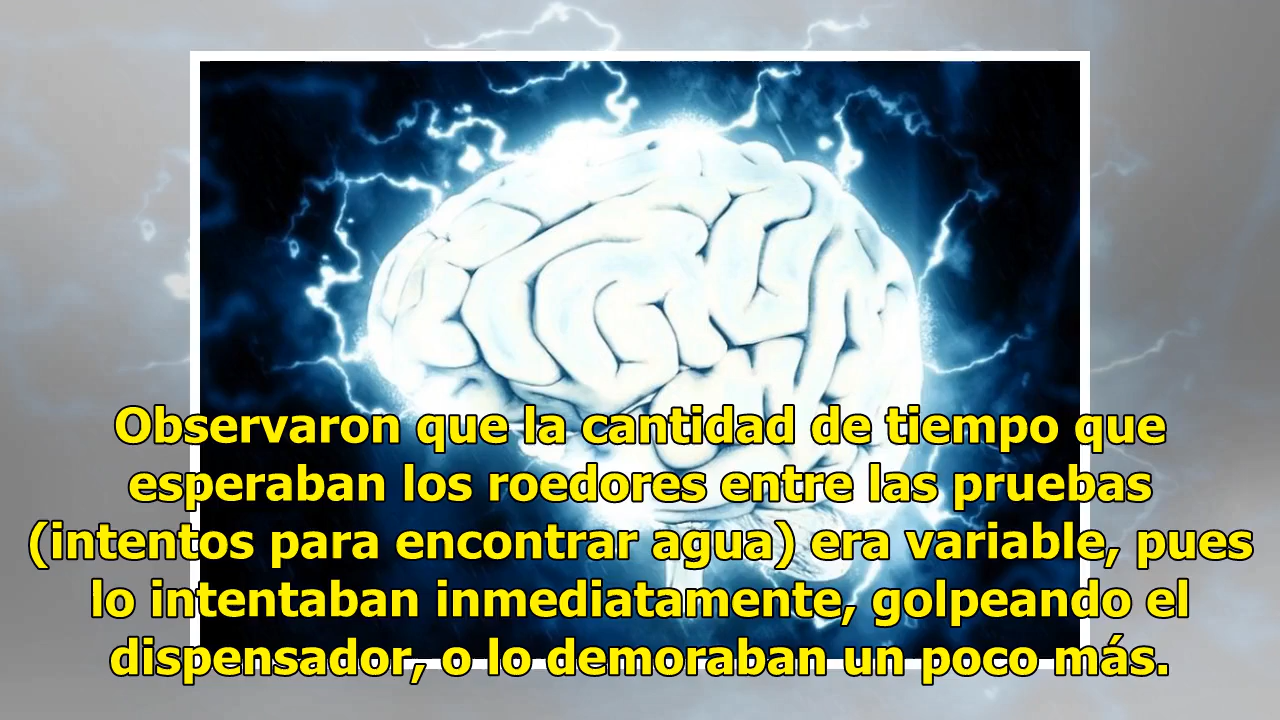 Observaron que la cantidad de tiempo que
esperaban los roedores entre las pruebas
(intentos para encontrar agua) era variable, pues
lo intentaban inmediatamente, golpeando el
dispensador, o lo demoraban un poco más.